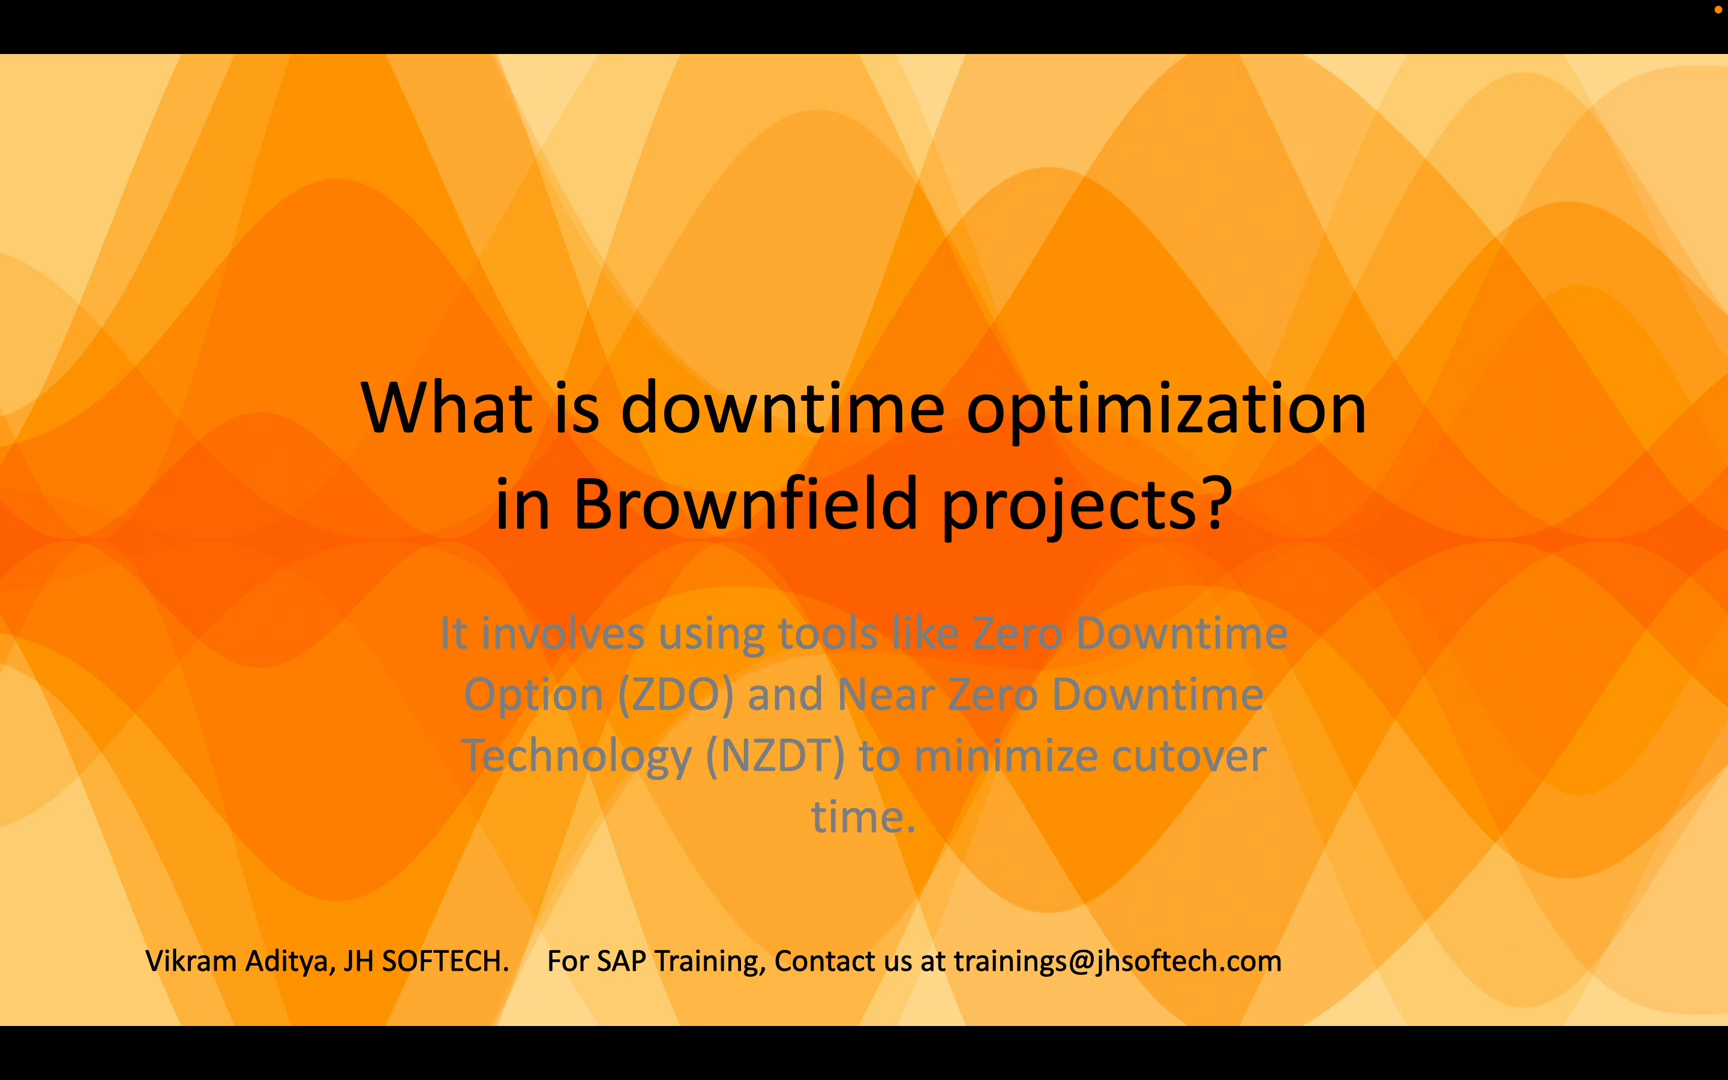 What is downtime optimization
in Brownfield projects?
It involves using tools like Zero Downtime
Option (ZDO) and Near Zero Downtime
Technology (NZDT) to minimize cutover
time.
Vikram Aditya, JH SOFTECH. For SAP Training, Contact us at trainings@jhsoftech.com